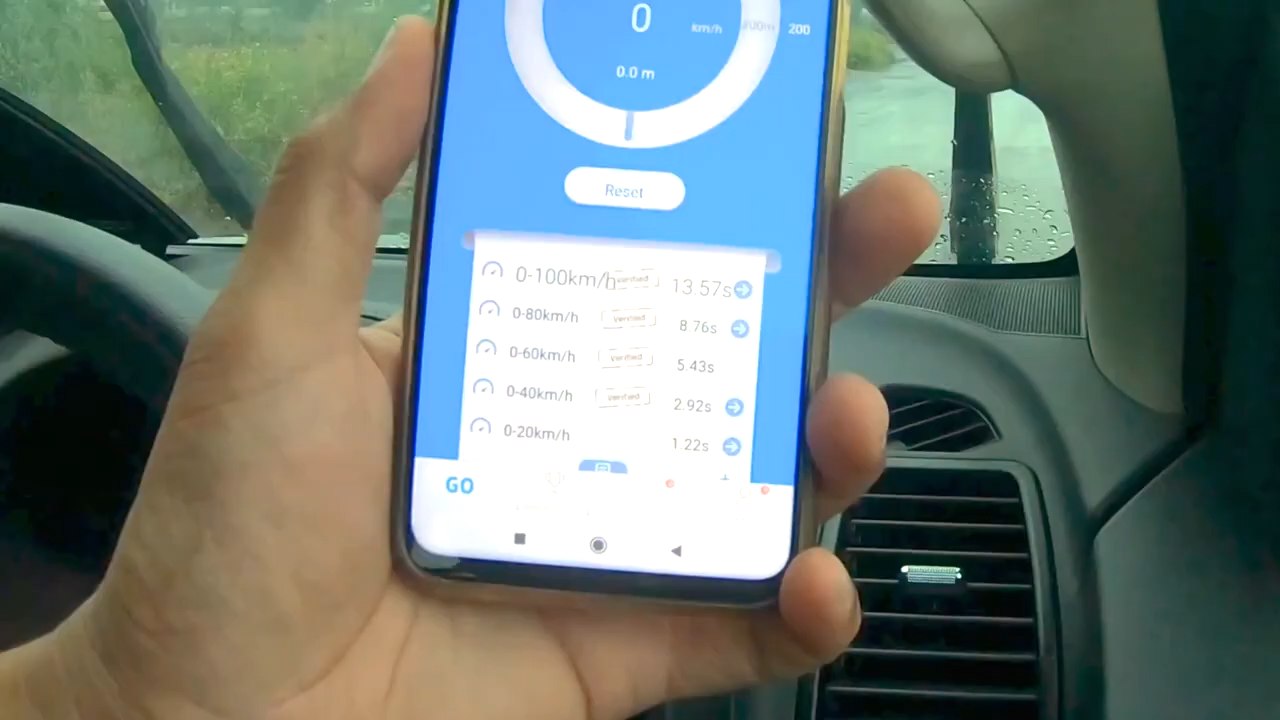 0
km/h
200
0.0 m
Reset
0-100km/h verified 13.57s
0-80km/h verified 8.76s
0-60km/h verified 5.43s
0-40km/h verified 2.92s
0-20km/h 1.22s
GO